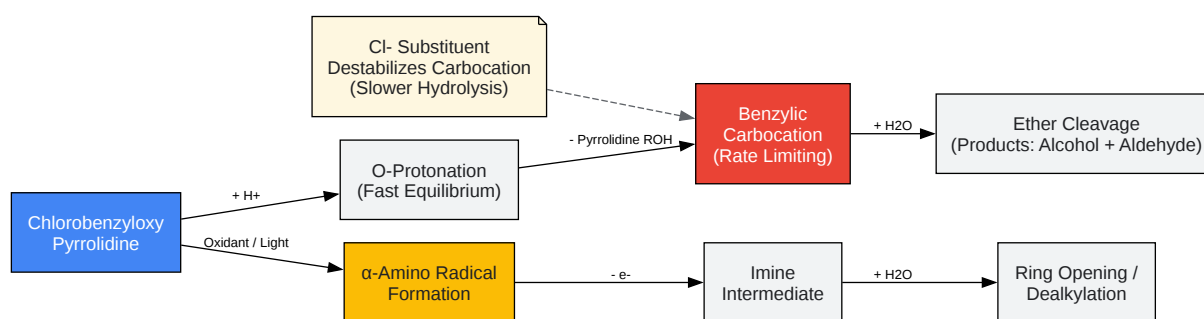 Cl- Substituent
Destabilizes Carbocation
(Slower Hydrolysis)
Benzylic
Carbocation
(Rate Limiting)
+ H2O
Ether Cleavage
(Products: Alcohol + Aldehyde)
- Pyrrolidine ROH
O-Protonation
(Fast Equilibrium)
+ H+
Chlorobenzyloxy
Pyrrolidine
Oxidant / Light
α-Amino Radical
Formation
- e-
Imine
Intermediate
+ H2O
Ring Opening /
Dealkylation